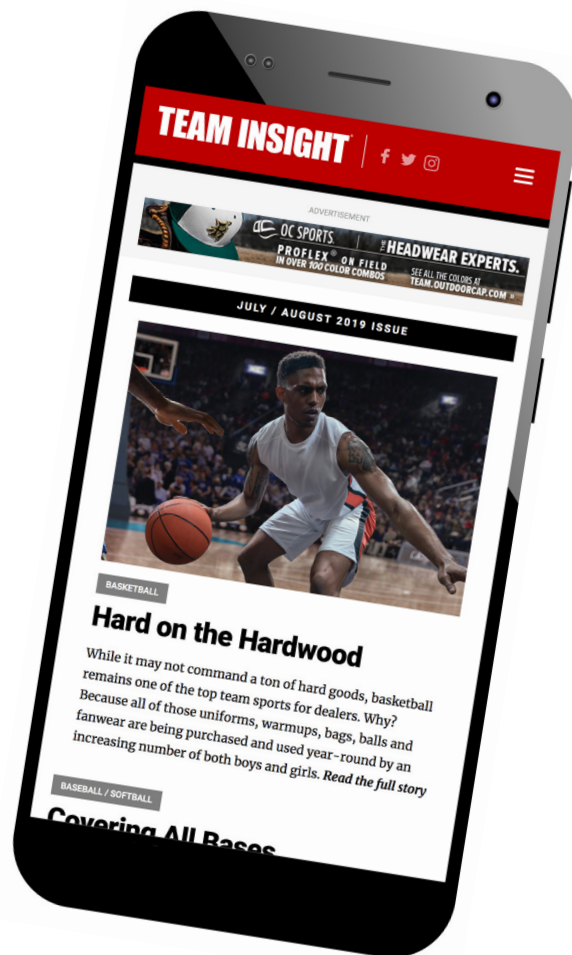 TEAM INSIGHT
ADVERTISEMENT
OC SPORTS.
PROFLEX® ON FIELD
IN OVER 100 COLOR COMBOS
THE HEADWEAR EXPERTS.
SEE ALL THE COLORS AT
TEAM.OUTDOORCAP.COM »
JULY / AUGUST 2019 ISSUE
BASKETBALL
Hard on the Hardwood
While it may not command a ton of hard goods, basketball
remains one of the top team sports for dealers. Why?
Because all of those uniforms, warmups, bags, balls and
fanwear are being purchased and used year-round by an
increasing number of both boys and girls. Read the full story
BASEBALL / SOFTBALL
Covering All Bases